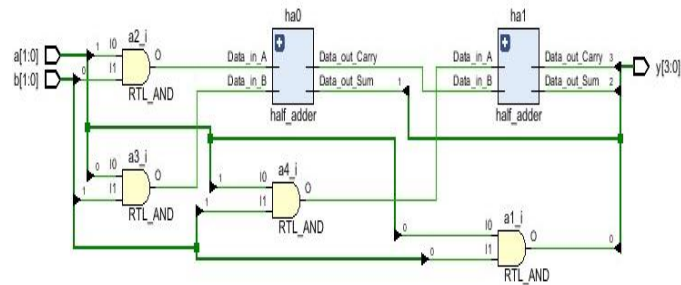 ha0
ha1
a[1:0]
b[1:0]
1
0
a2_i
I0
I1
O
RTL_AND
Data_in_A
Data_in_B
Data_out_Carry
Data_out_Sum
1
half_adder
Data_in_A
Data_in_B
Data_out_Carry
Data_out_Sum
3
2
half_adder
y[3:0]
a3_i
0
1
I0
I1
O
RTL_AND
a4_i
1
1
I0
I1
O
RTL_AND
a1_i
0
0
I0
I1
O
0
RTL_AND